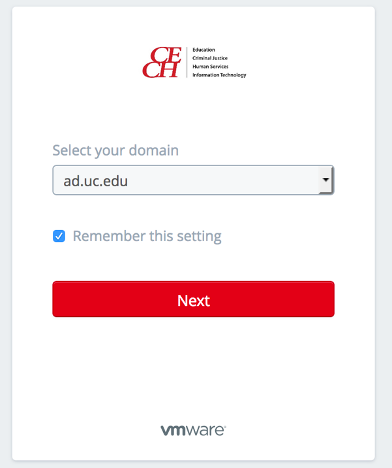 CECH
Education
Criminal Justice
Human Services
Information Technology
Select your domain
ad.uc.edu
Remember this setting
Next
vmware